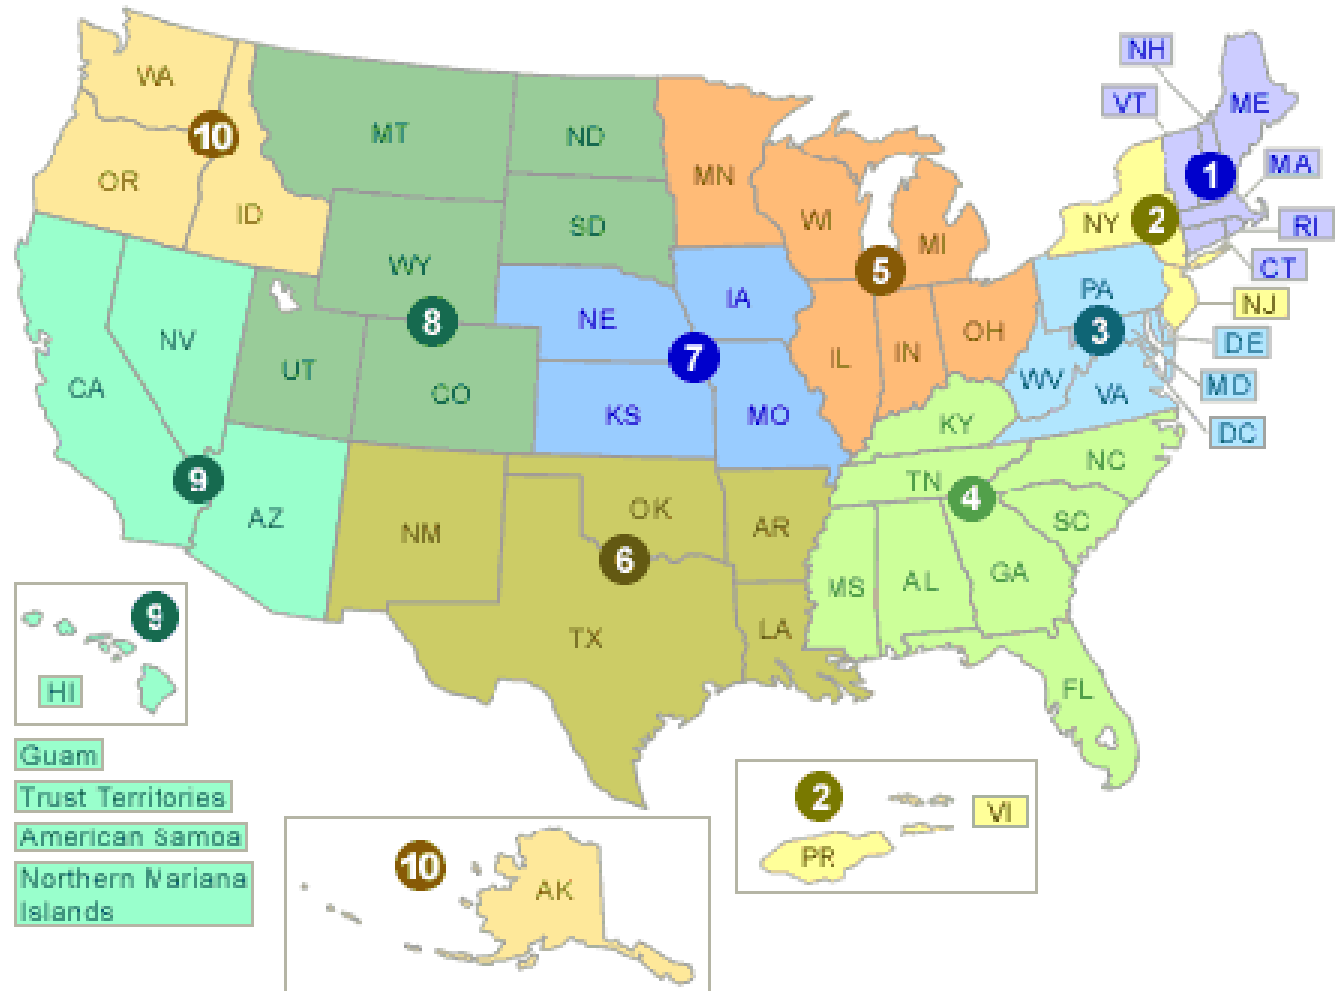 NH
VT
ME
WA
10
MT
ND
MN
MA
1
OR
ID
SD
WI
MI
NY
2
RI
WY
5
CT
8
NE
IA
PA
NJ
NV
7
IL
IN
OH
3
DE
CA
UT
CO
KS
MO
WV
VA
MD
KY
DC
9
AZ
NM
OK
AR
TN
4
NC
SC
6
TX
LA
MS
AL
GA
FL
9
HI
Guam
Trust Territories
American Samoa
Northern Mariana
Islands
10
AK
2
VI
PR